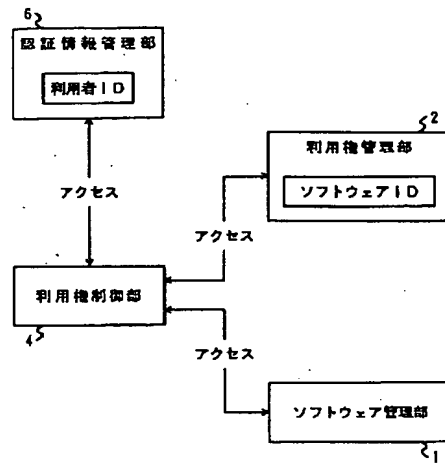 6
認証情報管理部
利用者ID
2
利用権管理部
ソフトウェアID
アクセス
アクセス
利用権制御部
4
アクセス
ソフトウェア管理部
1